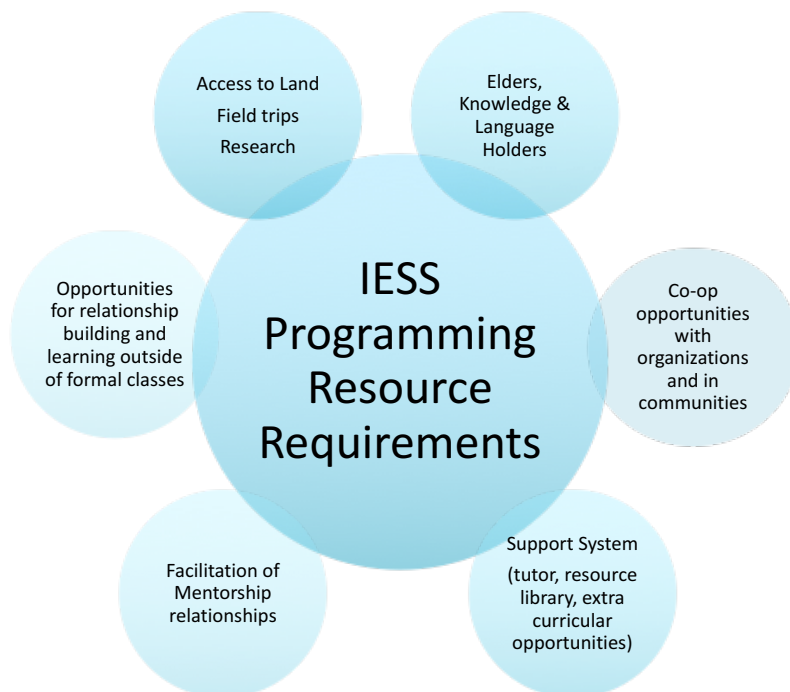 Access to Land
Field trips
Research
Elders,
Knowledge &
Language
Holders
IESS
Programming
Resource
Requirements
Opportunities
for relationship
building and
learning outside
of formal classes
Co-op
opportunities
with
organizations
and in
communities
Facilitation of
Mentorship
relationships
Support System
(tutor, resource
library, extra
curricular
opportunities)